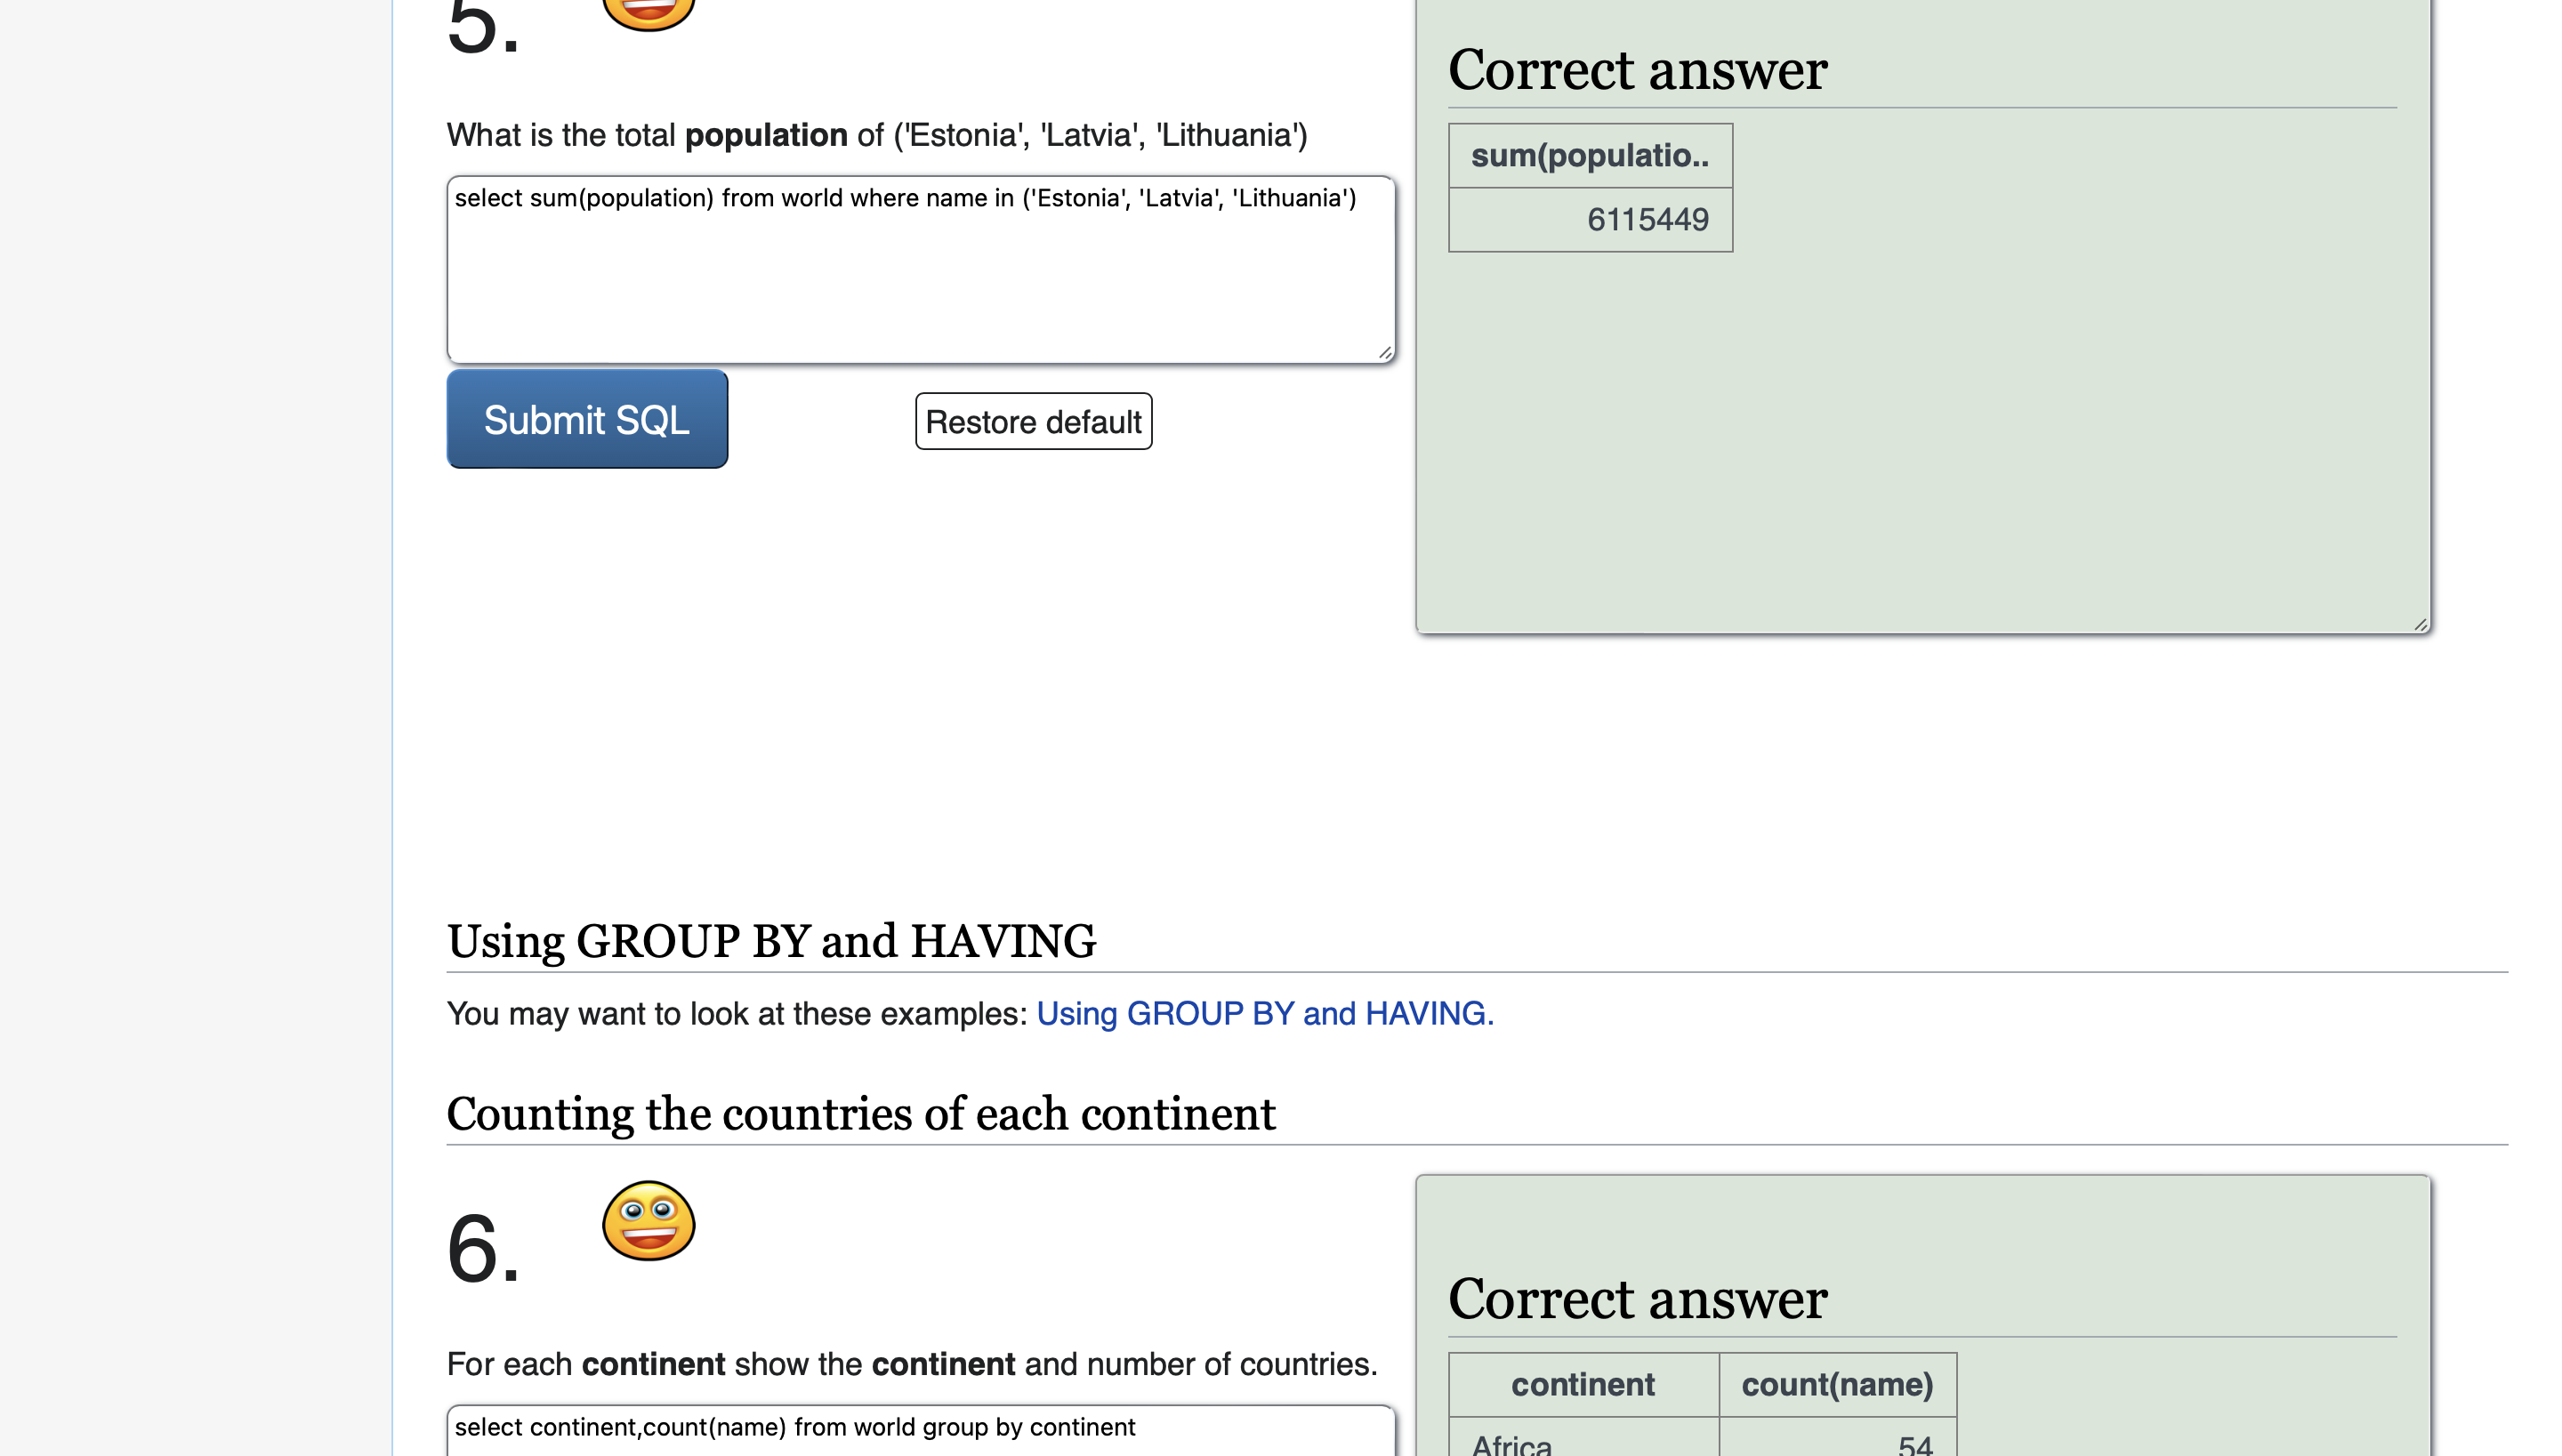 5.
Correct answer
What is the total population of ('Estonia', 'Latvia', 'Lithuania')
sum(populatio..
6115449
select sum(population) from world where name in ('Estonia', 'Latvia', 'Lithuania')
Submit SQL
Restore default
Using GROUP BY and HAVING
You may want to look at these examples: Using GROUP BY and HAVING.
Counting the countries of each continent
6.
Correct answer
For each continent show the continent and number of countries.
continent count(name)
select continent,count(name) from world group by continent
Africa 54